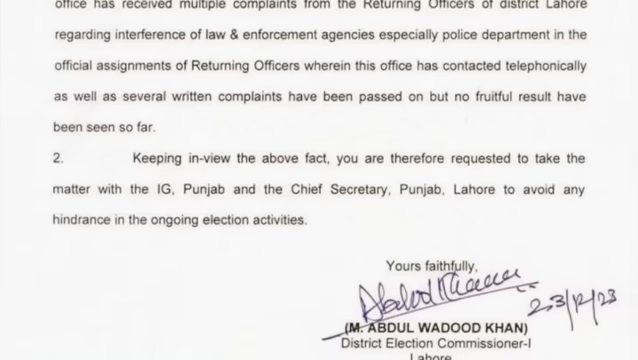 office has received multiple complaints from the Returning Officers of district Lahore
regarding interference of law & enforcement agencies especially police department in the
official assignments of Returning Officers wherein this office has contacted telephonically
as well as several written complaints have been passed on but no fruitful result have
been seen so far.
2. Keeping in-view the above fact, you are therefore requested to take the
matter with the IG, Punjab and the Chief Secretary, Punjab, Lahore to avoid any
hindrance in the ongoing election activities.
Yours faithfully,
23/12/23
(M. ABDUL WADOOD KHAN)
District Election Commissioner-I
Lahore